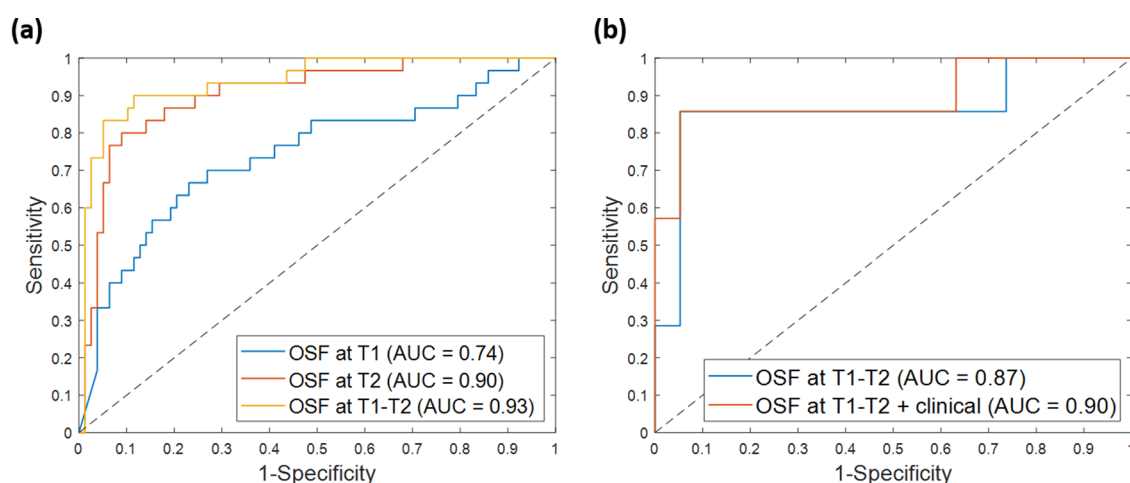 (a)
1
0.9
0.8
0.7
0.6
0.5
0.4
0.3
0.2
0.1
0
Sensitivity
OSF at T1 (AUC = 0.74)
OSF at T2 (AUC = 0.90)
OSF at T1-T2 (AUC = 0.93)
0 0.1 0.2 0.3 0.4 0.5 0.6 0.7 0.8 0.9 1
1-Specificity
(b)
1
0.9
0.8
0.7
0.6
0.5
0.4
0.3
0.2
0.1
0
Sensitivity
OSF at T1-T2 (AUC = 0.87)
OSF at T1-T2 + clinical (AUC = 0.90)
0 0.1 0.2 0.3 0.4 0.5 0.6 0.7 0.8 0.9 1
1-Specificity